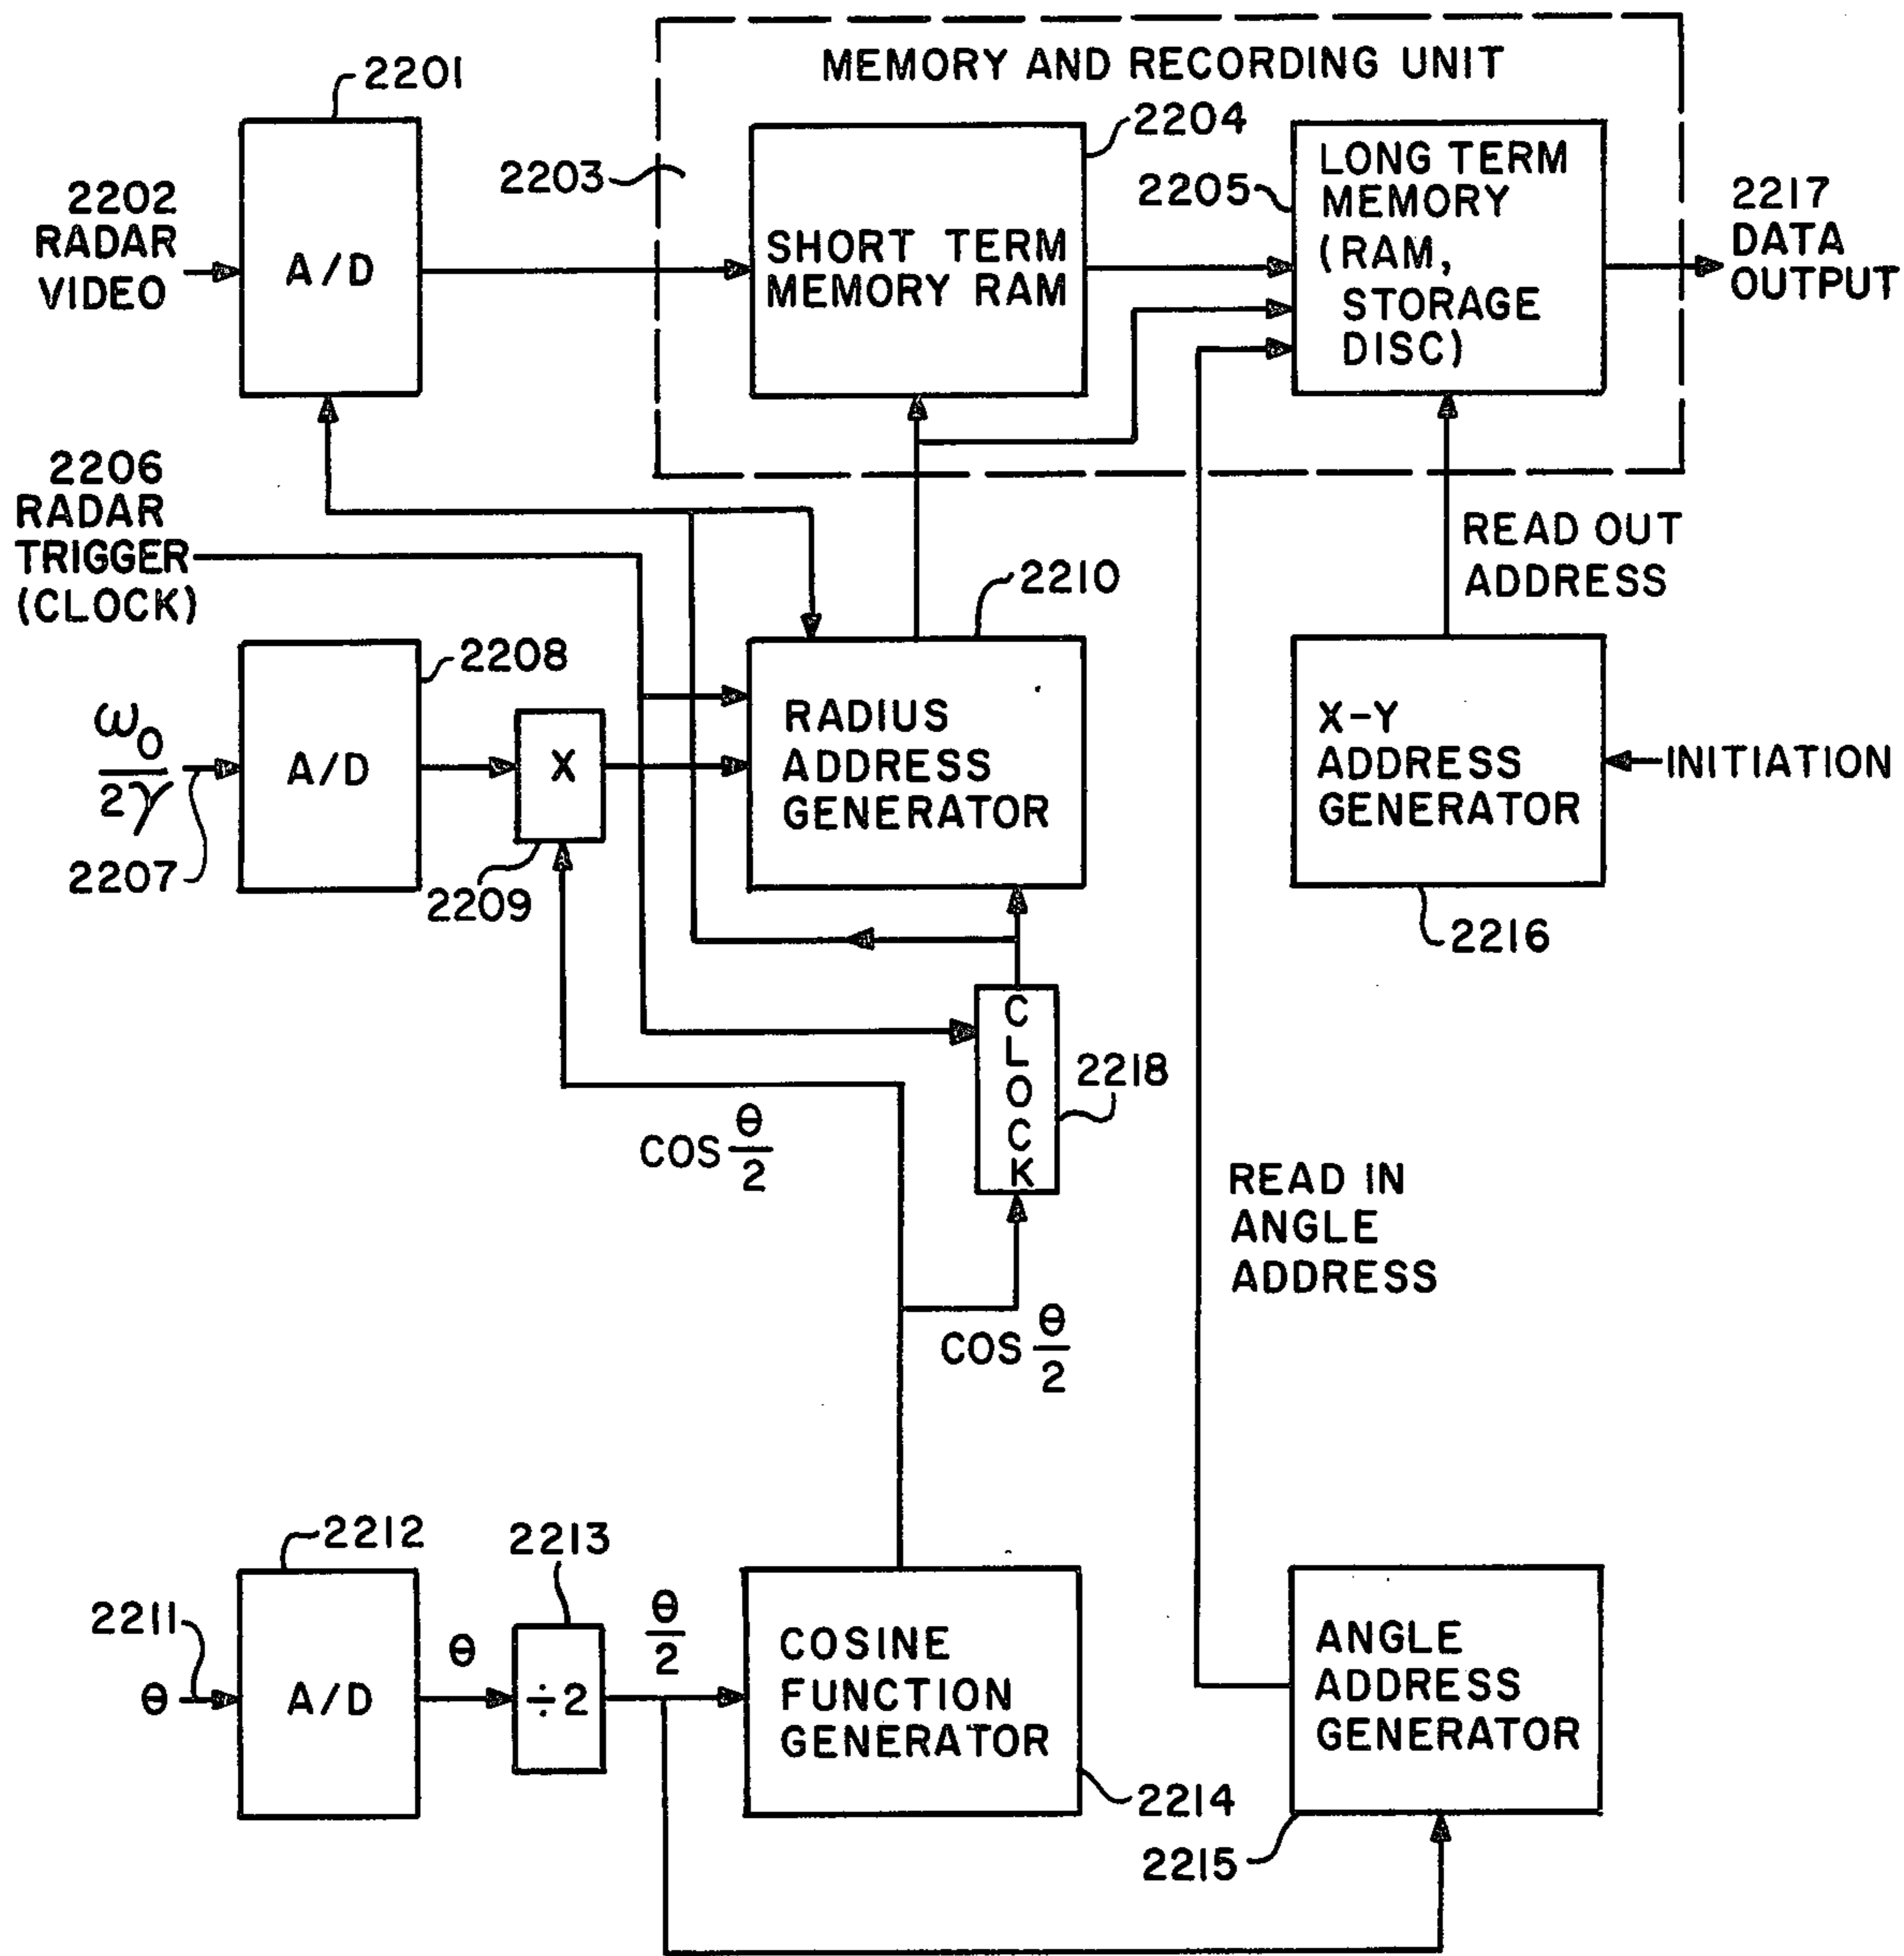 MEMORY AND RECORDING UNIT
2201
2204
2203
2205
2202
RADAR
VIDEO
A/D
SHORT TERM
MEMORY RAM
LONG TERM
MEMORY
(RAM,
STORAGE
DISC)
2217
DATA
OUTPUT
2206
RADAR
TRIGGER
(CLOCK)
READ OUT
ADDRESS
2210
2208
ω₀
2γ
2207
A/D
X
2209
RADIUS
ADDRESS
GENERATOR
X-Y
ADDRESS
GENERATOR
INITIATION
2216
CLOCK
2218
COS θ/2
COS θ/2
READ IN
ANGLE
ADDRESS
2212
2213
2211
θ
A/D
θ
÷2
θ/2
COSINE
FUNCTION
GENERATOR
2214
ANGLE
ADDRESS
GENERATOR
2215